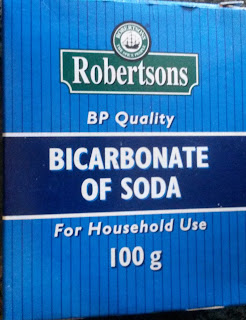 Robertsons
BP Quality
BICARBONATE
OF SODA
For Household Use
100 g